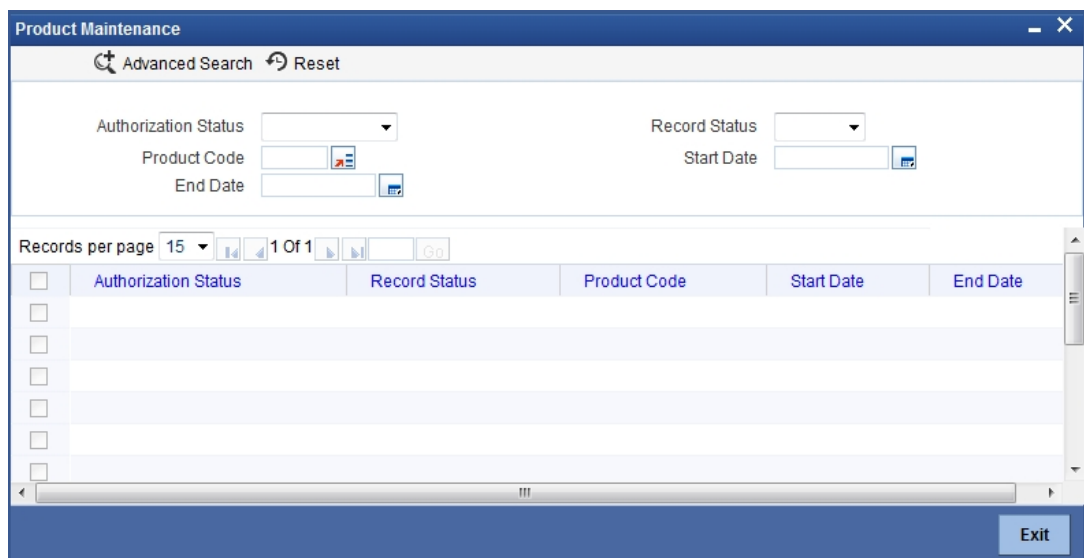 Product Maintenance
Advanced Search Reset
Authorization Status Record Status
Product Code Start Date
End Date
Records per page 15 1 Of 1 Go
Authorization Status Record Status Product Code Start Date End Date
Exit